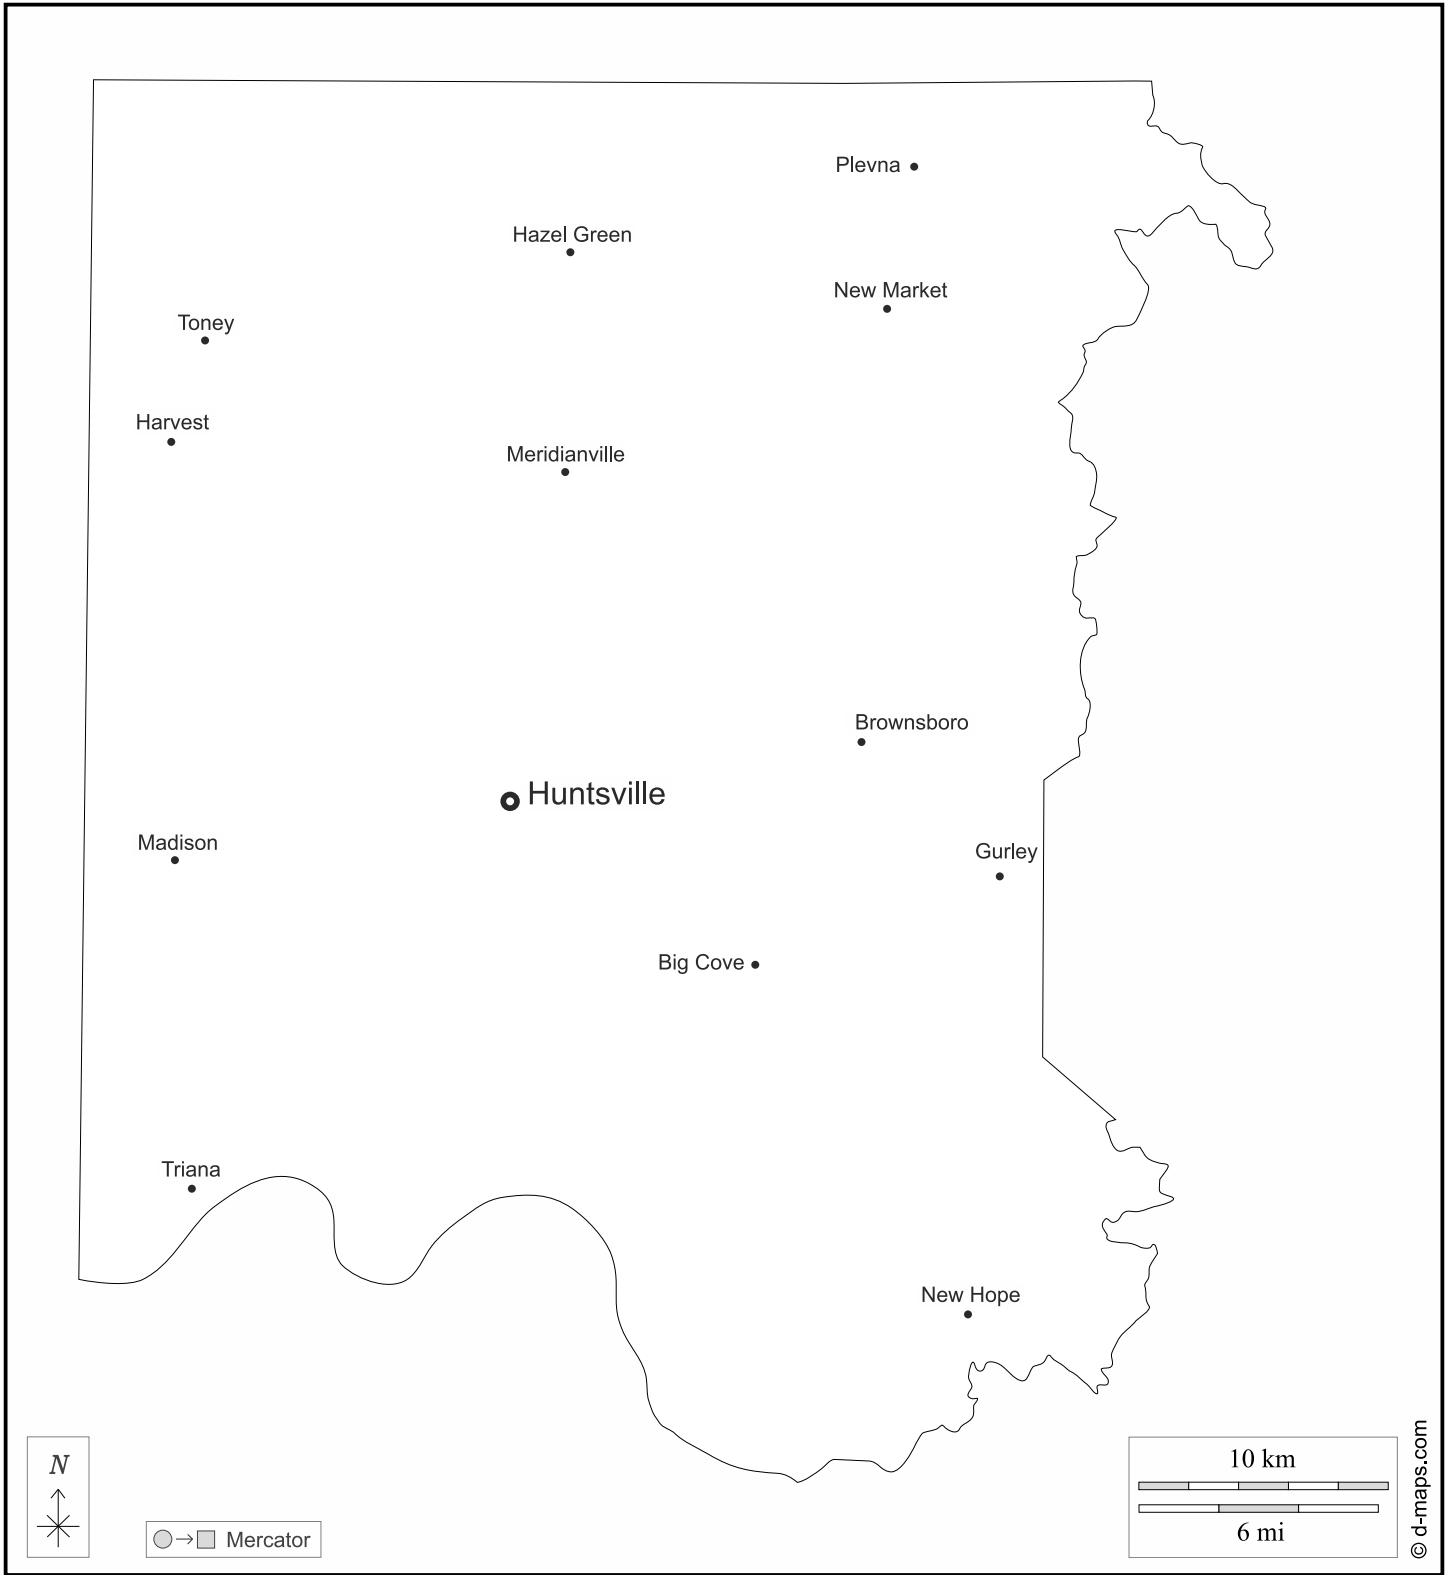 Plevna
Hazel Green
New Market
Toney
Harvest
Meridianville
Brownsboro
Huntsville
Madison
Gurley
Big Cove
Triana
New Hope
N
Mercator
10 km
6 mi
© d-maps.com